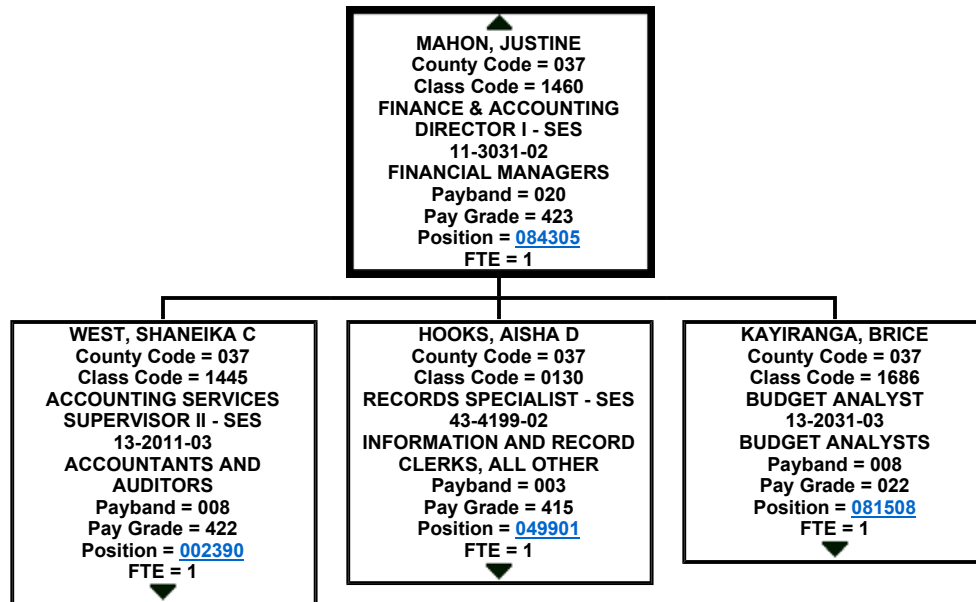 MAHON, JUSTINE
County Code = 037
Class Code = 1460
FINANCE & ACCOUNTING
DIRECTOR I - SES
11-3031-02
FINANCIAL MANAGERS
Payband = 020
Pay Grade = 423
Position = 084305
FTE = 1
WEST, SHANEIKA C
County Code = 037
Class Code = 1445
ACCOUNTING SERVICES
SUPERVISOR II - SES
13-2011-03
ACCOUNTANTS AND
AUDITORS
Payband = 008
Pay Grade = 422
Position = 002390
FTE = 1
HOOKS, AISHA D
County Code = 037
Class Code = 0130
RECORDS SPECIALIST - SES
43-4199-02
INFORMATION AND RECORD
CLERKS, ALL OTHER
Payband = 003
Pay Grade = 415
Position = 049901
FTE = 1
KAYIRANGA, BRICE
County Code = 037
Class Code = 1686
BUDGET ANALYST
13-2031-03
BUDGET ANALYSTS
Payband = 008
Pay Grade = 022
Position = 081508
FTE = 1